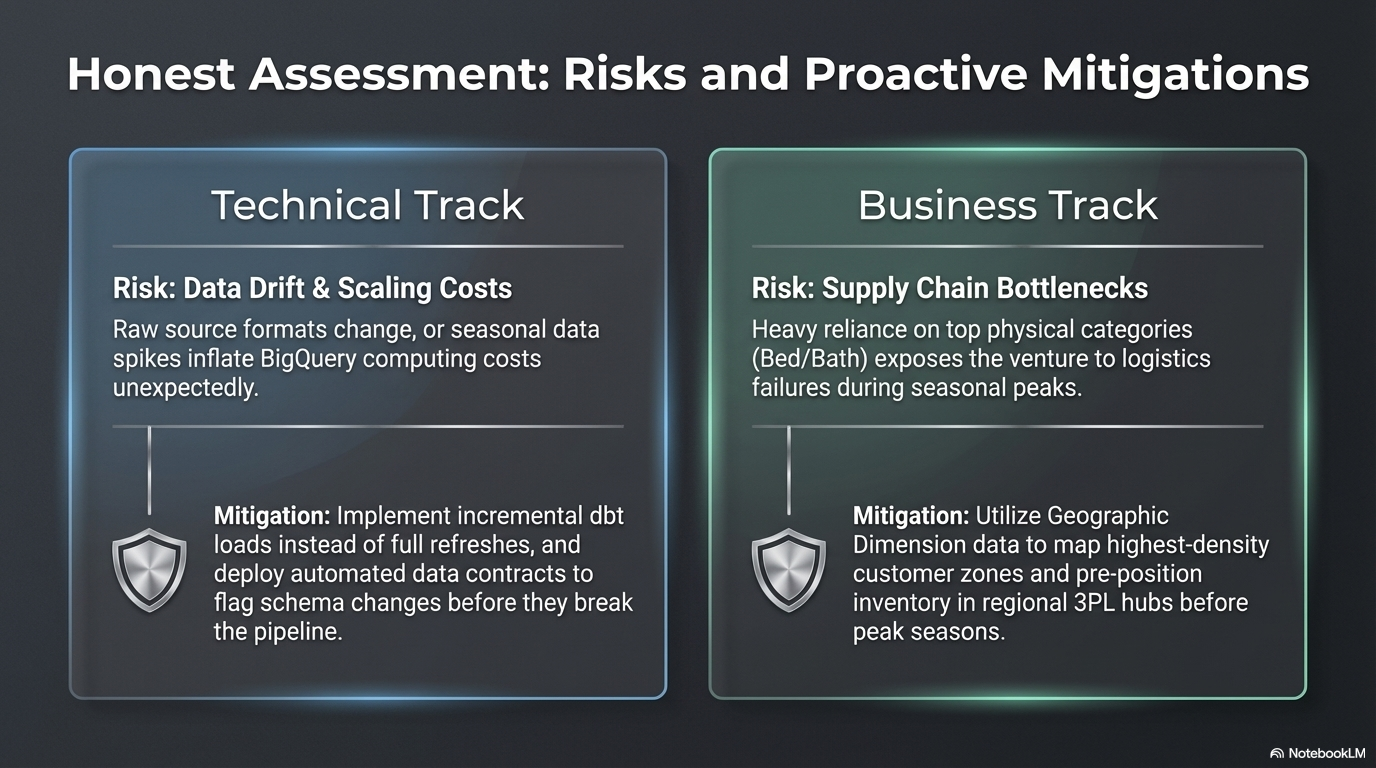 Honest Assessment: Risks and Proactive Mitigations
Technical Track
Risk: Data Drift & Scaling Costs
Raw source formats change, or seasonal data
spikes inflate BigQuery computing costs
unexpectedly.
Mitigation: Implement incremental dbt
loads instead of full refreshes, and
deploy automated data contracts to
flag schema changes before they break
the pipeline.
Business Track
Risk: Supply Chain Bottlenecks
Heavy reliance on top physical categories
(Bed/Bath) exposes the venture to logistics
failures during seasonal peaks.
Mitigation: Utilize Geographic
Dimension data to map highest-density
customer zones and pre-position
inventory in regional 3PL hubs before
peak seasons.
NotebookLM